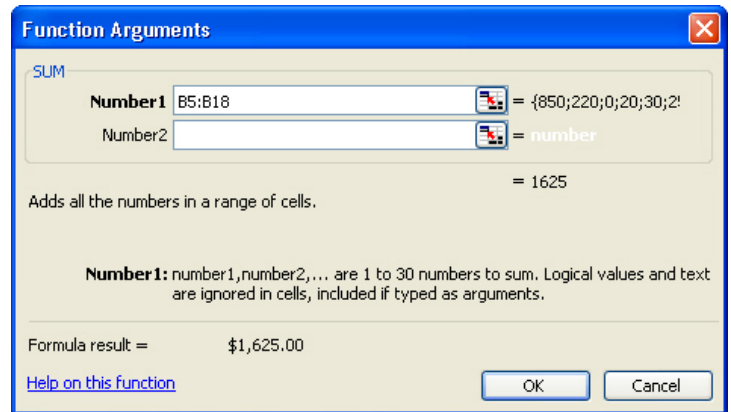 Function Arguments
SUM
Number1 B5:B18 = {850;220;0;20;30;2
Number2 = number
= 1625
Adds all the numbers in a range of cells.
Number1: number1,number2,... are 1 to 30 numbers to sum. Logical values and text
are ignored in cells, included if typed as arguments.
Formula result = $1,625.00
Help on this function OK Cancel